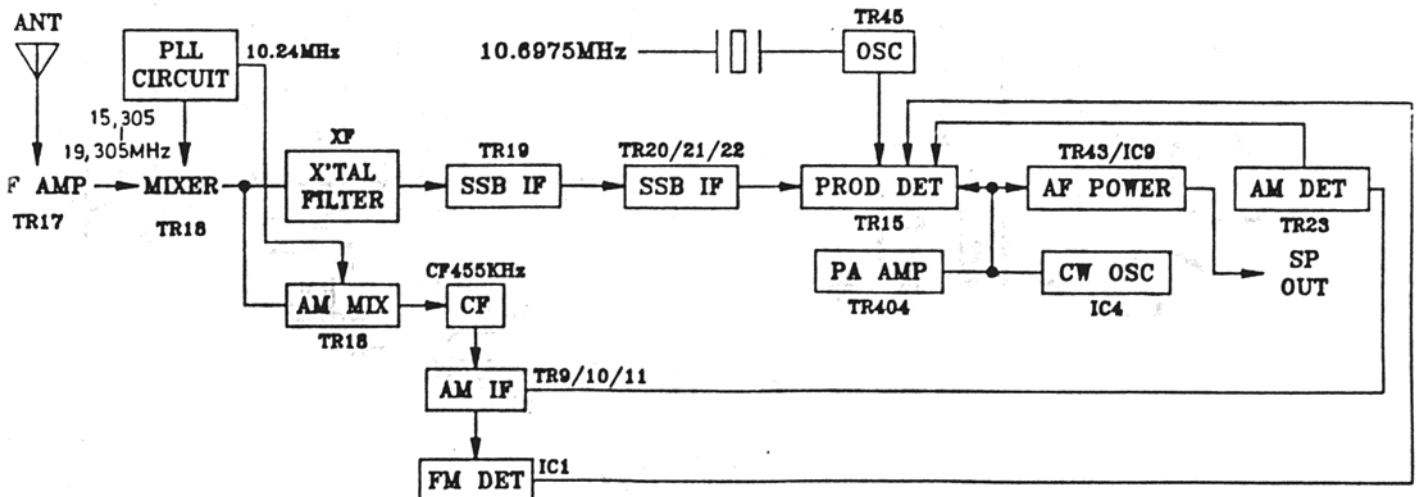 ANT
PLL
CIRCUIT
10.24MHz
15,305
19,305MHz
F AMP
TR17
MIXER
TR18
XF
X'TAL
FILTER
TR19
SSB IF
TR20/21/22
SSB IF
10.6975MHz
TR45
OSC
PROD DET
TR15
TR43/IC9
AF POWER
AM DET
TR23
SP
OUT
PA AMP
TR404
CW OSC
IC4
AM MIX
TR18
CF455KHz
CF
AM IF
TR9/10/11
FM DET
IC1